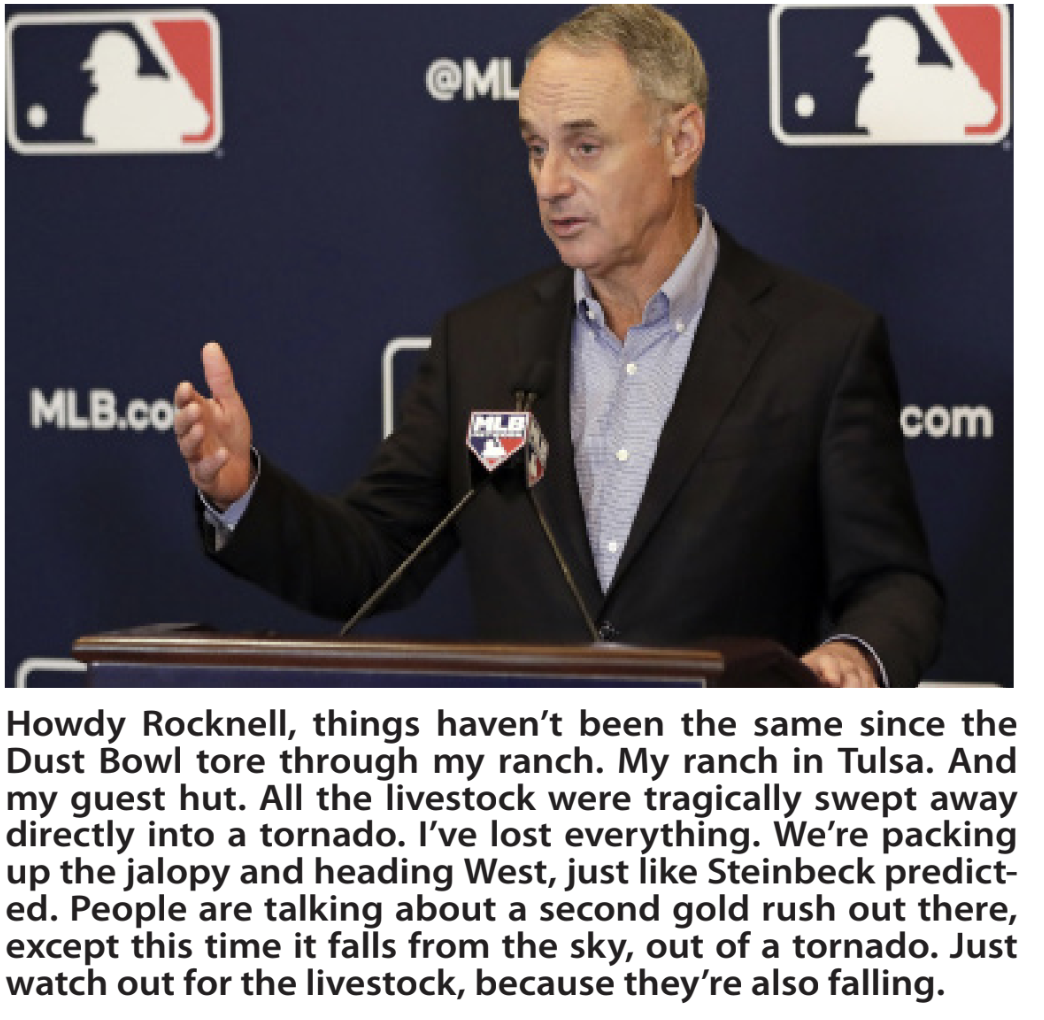 @ML
MLB.co
.com
MLB
Howdy Rocknell, things haven’t been the same since the
Dust Bowl tore through my ranch. My ranch in Tulsa. And
my guest hut. All the livestock were tragically swept away
directly into a tornado. I’ve lost everything. We’re packing
up the jalopy and heading West, just like Steinbeck predict-
ed. People are talking about a second gold rush out there,
except this time it falls from the sky, out of a tornado. Just
watch out for the livestock, because they’re also falling.